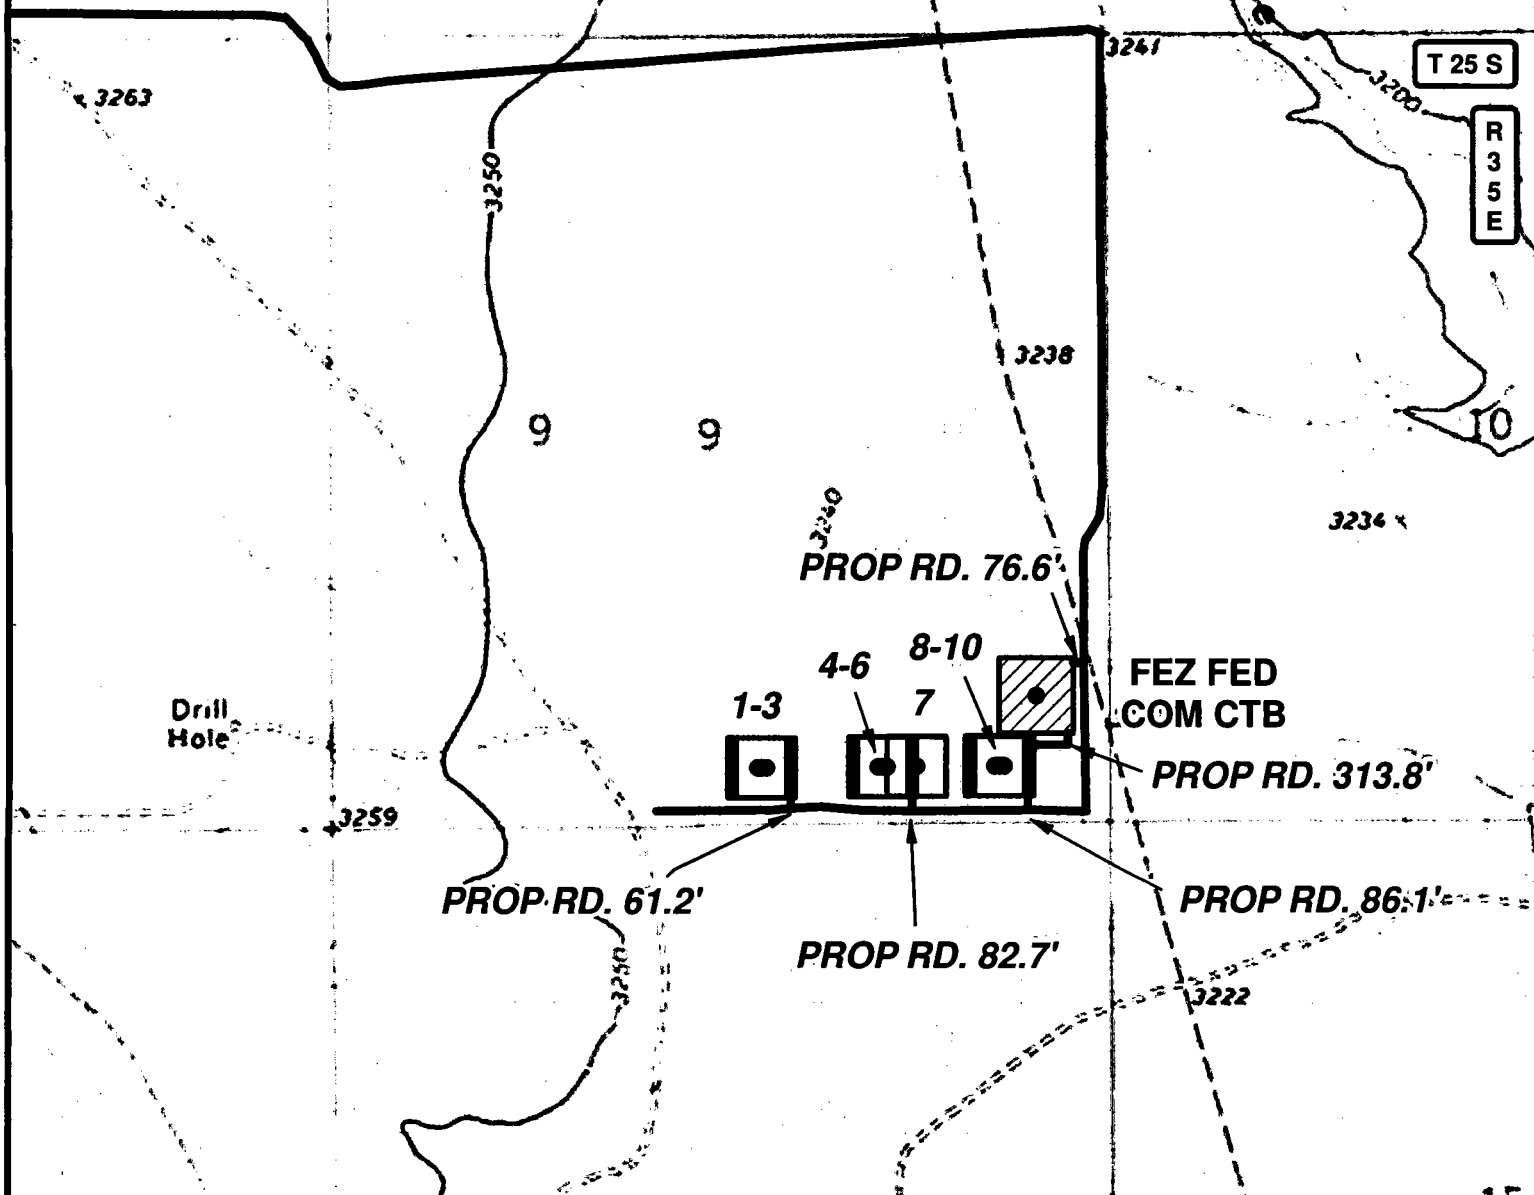 3241
T 25 S
3263
3200
R
3
5
E
3250
3238
9
9
10
3240
3234
PROP RD. 76.6'
8-10
4-6
FEZ FED
COM CTB
1-3
7
Drill
Hole
PROP RD. 313.8'
3259
PROP RD. 61.2'
PROP RD. 86.1'
PROP RD. 82.7'
3250
3222